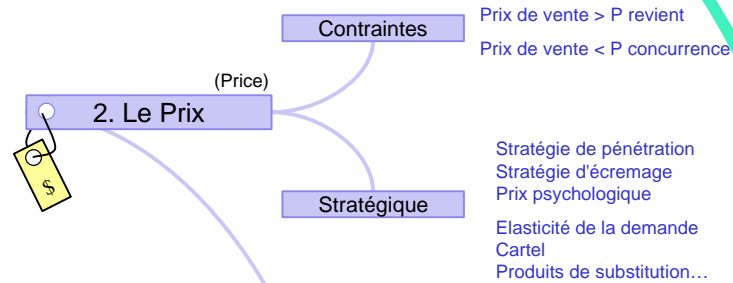 Contraintes
Prix de vente > P revient
Prix de vente < P concurrence
(Price)
2. Le Prix
$
Stratégique
Stratégie de pénétration
Stratégie d'écremage
Prix psychologique
Elasticité de la demande
Cartel
Produits de substitution…